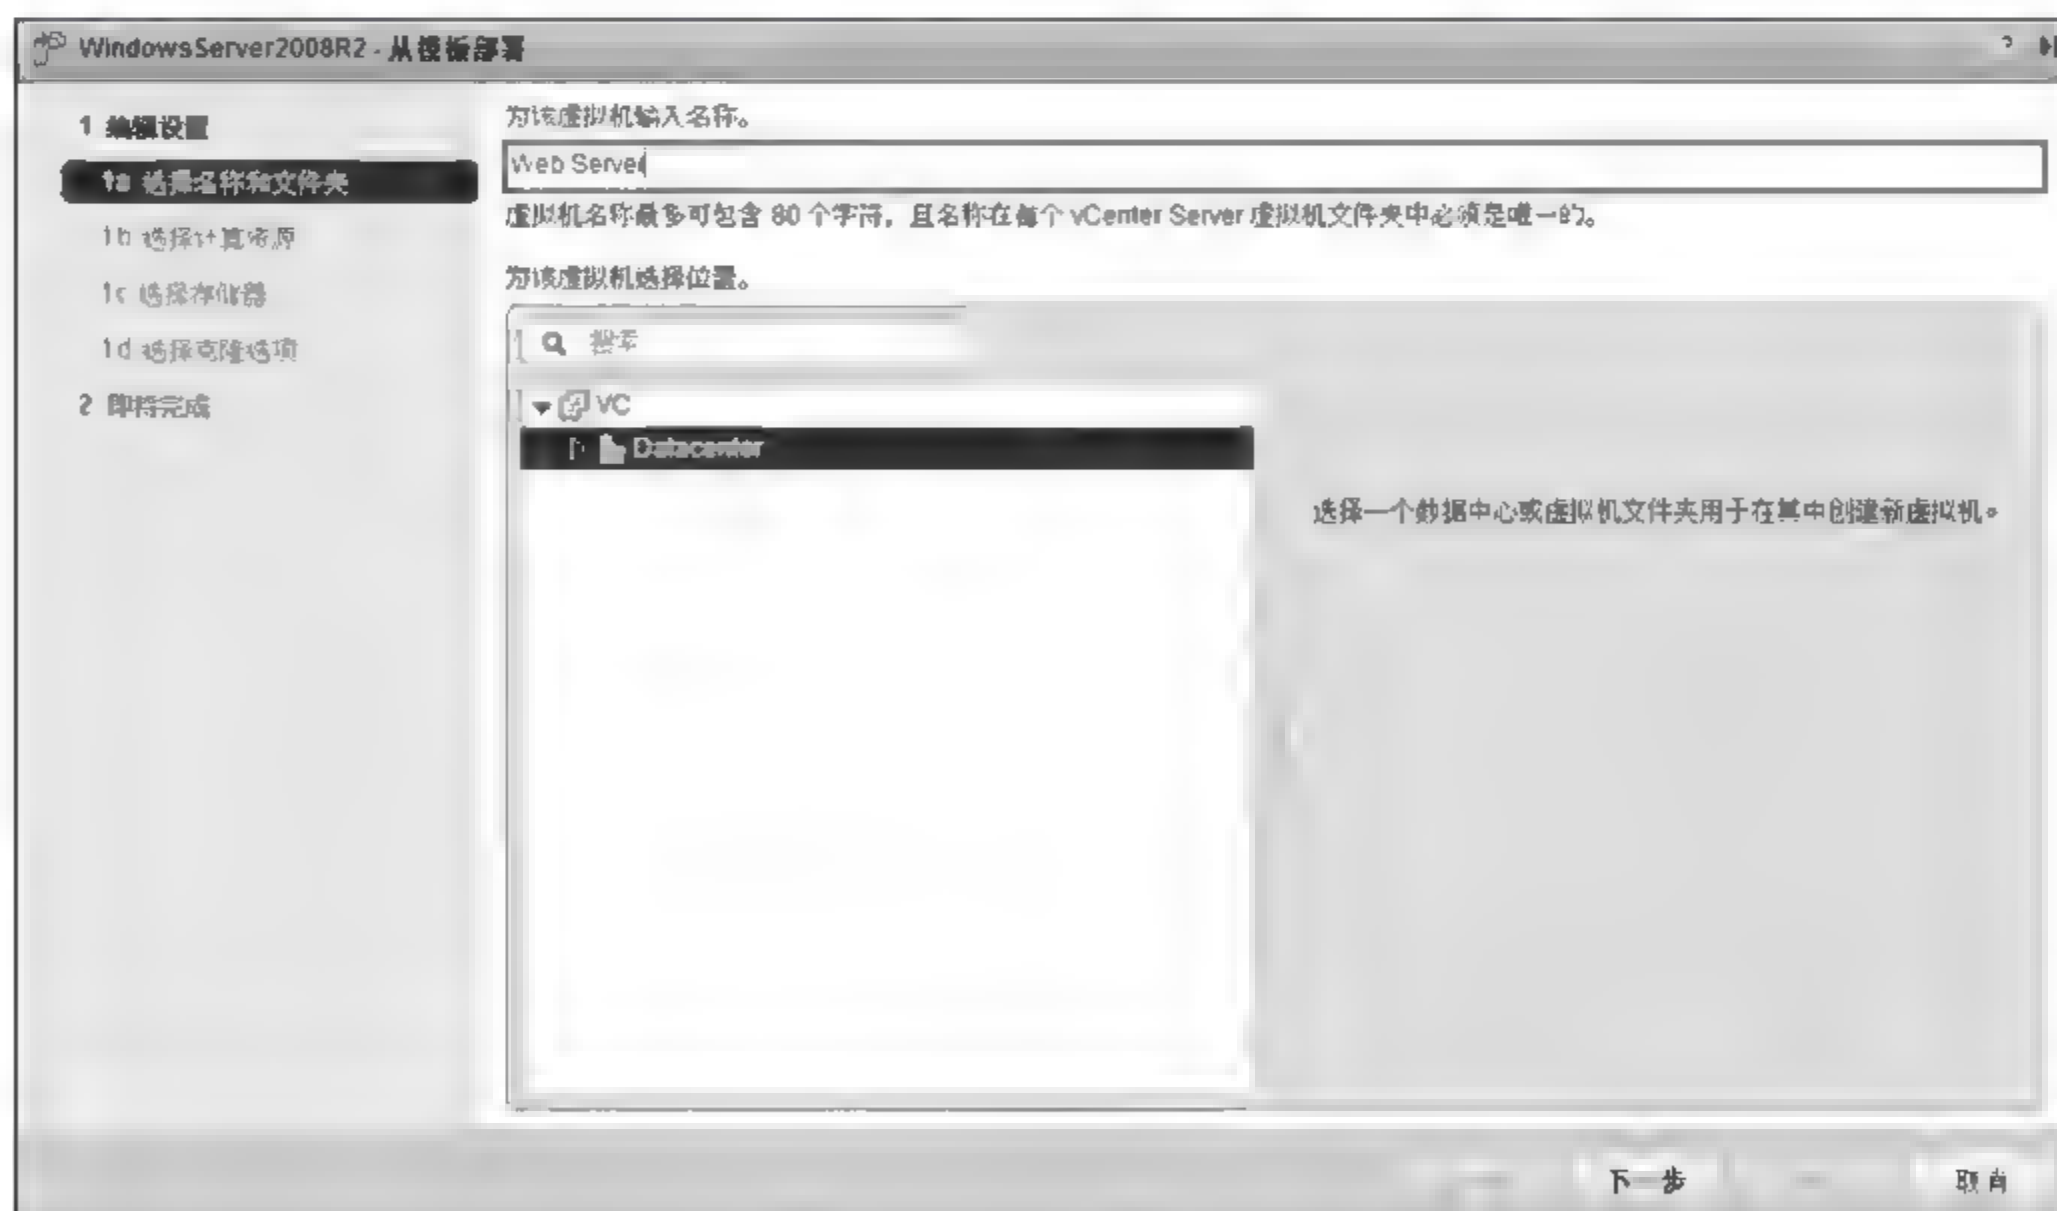 WindowsServer2008R2 - 从模板部署
1 编辑设置
1a 选择名称和文件夹
1b 选择计算资源
1c 选择存储器
1d 选择克隆选项
2 即将完成
为该虚拟机输入名称。
Web Server
虚拟机名称最多可包含 80 个字符，且名称在每个 vCenter Server 虚拟机文件夹中必须是唯一的。
为该虚拟机选择位置。
搜索
VC
Datacenter
选择一个数据中心或虚拟机文件夹用于在其中创建新虚拟机。
下一步
取消